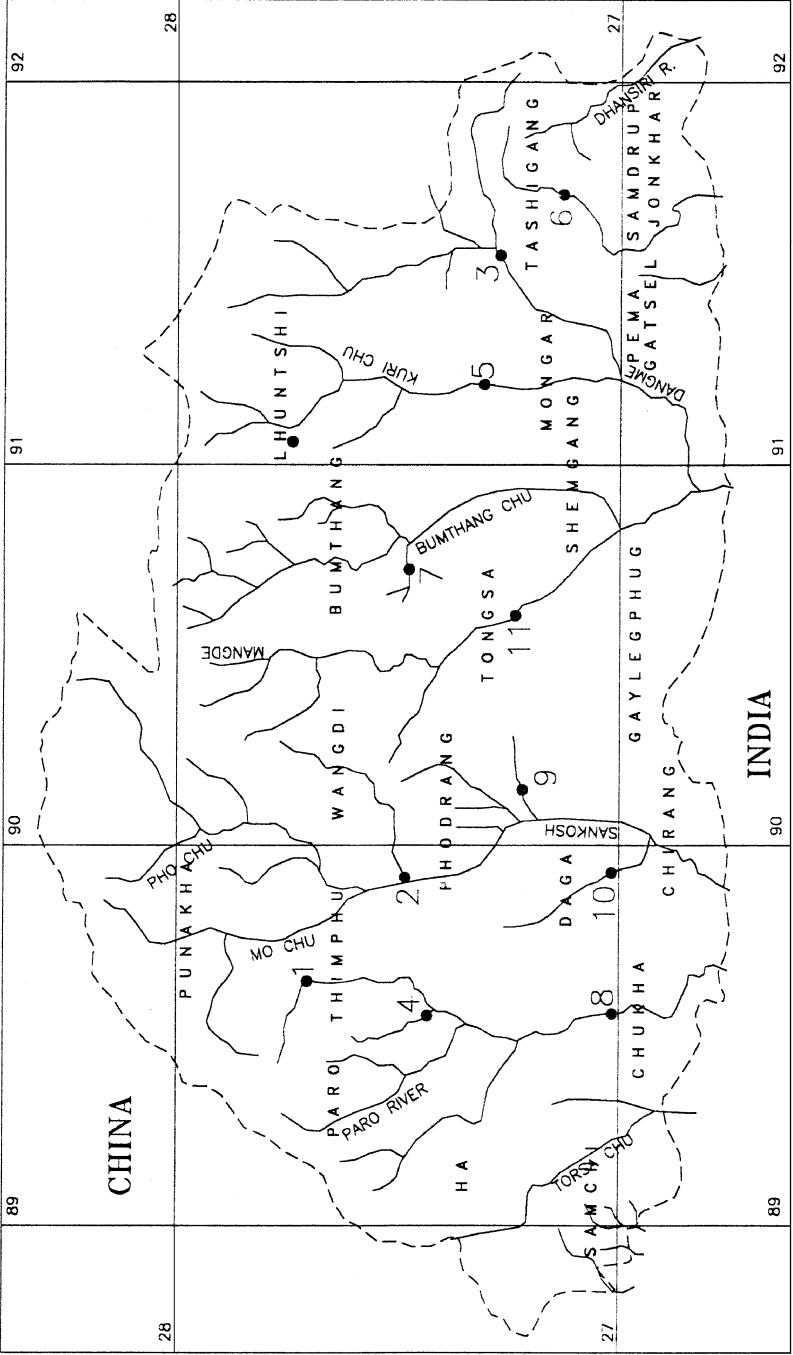 89 90 91 92
CHINA
28 28
PUNAKHA
PHO CHU
MANGDE
MO CHU
LHUNTSHI
1
PARO THIMPHU WANGDI BUMTHANG
KURI CHU
PARO RIVER
4 2 7
PHODRANG
HA
BUMTHANG CHU
TONGSA
5 3
11
TASHIGANG
9
MONGAR
6
DAGA
SHEMGANG
SANKOSH
TORSA CHU
SAMCHI
8 10
27 27
DHANSIRI R.
GAYLEGPHUG
CHUKHA
PEMA GATSEL
SAMDRUP JONKHAR
DANGME
CHIRANG
INDIA
89 90 91 92